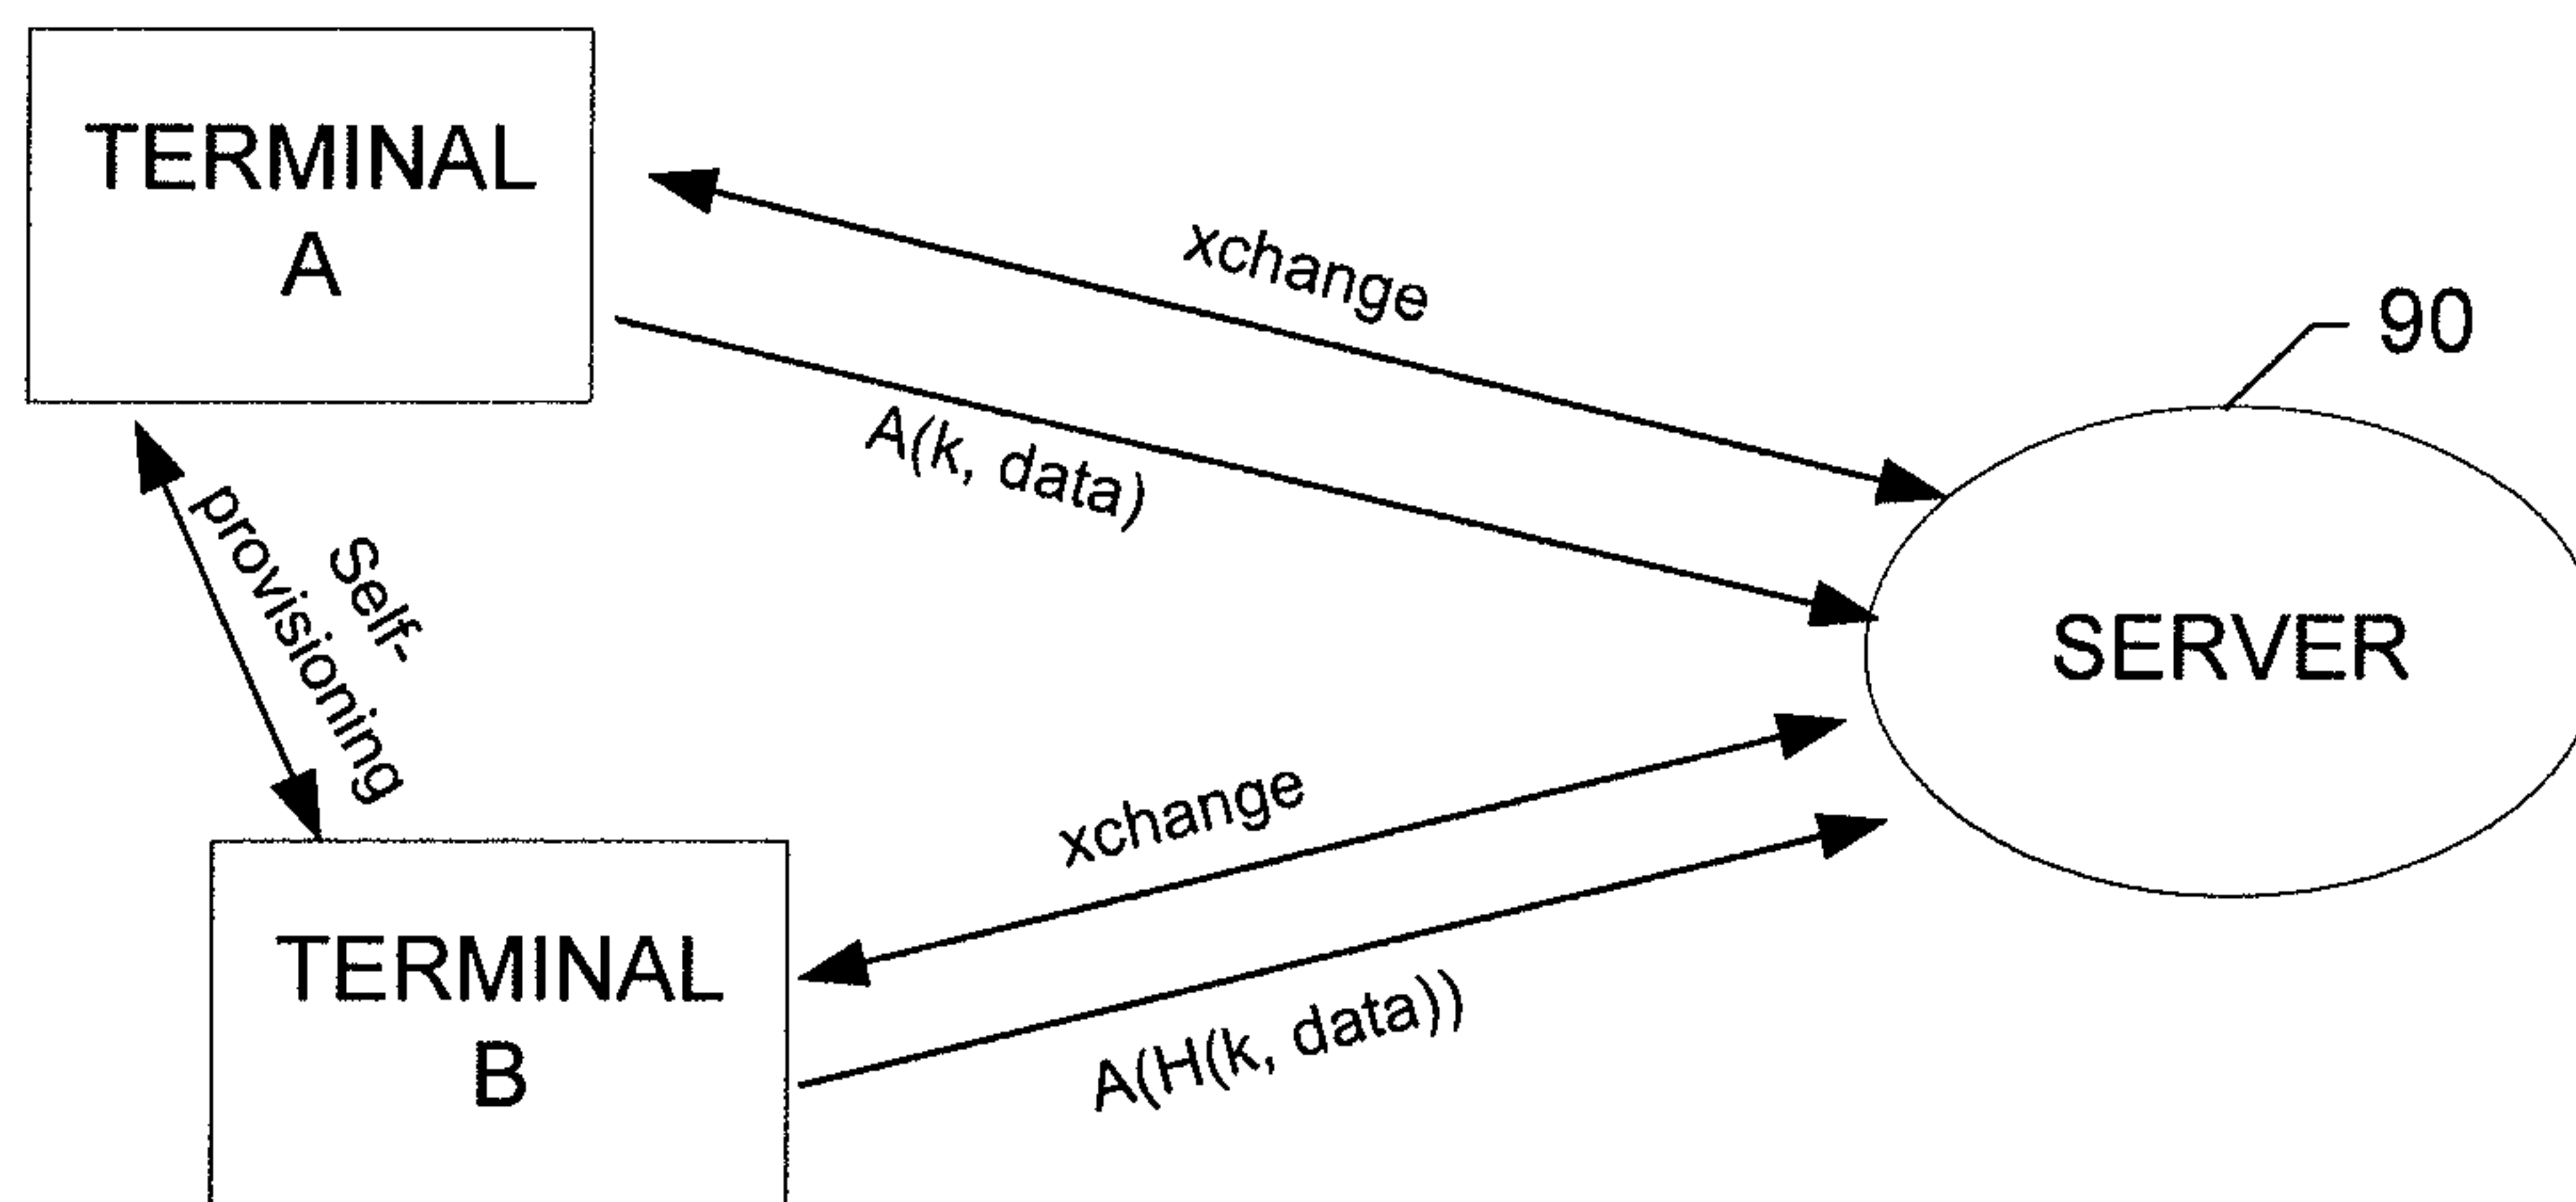 TERMINAL
A
xchange
90
A(k, data)
Self-
provisioning
SERVER
xchange
TERMINAL
B
A(H(k, data))